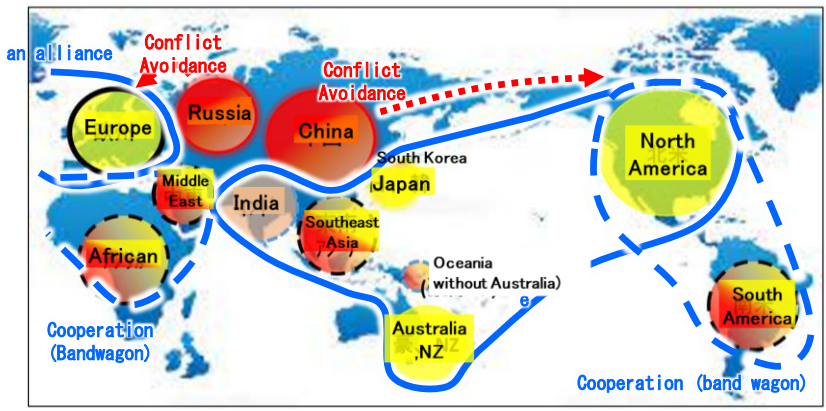 an alliance
Conflict
Avoidance
Conflict
Avoidance
Europe
Russia
China
South Korea
Japan
North
America
Middle
East
India
Southeast
Asia
African
Oceania
without Australia)
e
Australia
,NZ
South
America
Cooperation
(Bandwagon)
Cooperation (band wagon)